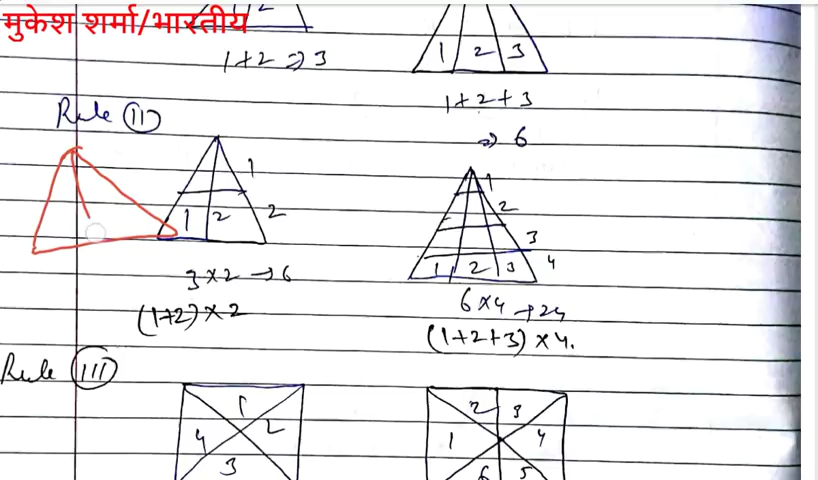 मुकेश शर्मा/भारतीय
1 2
1+2 ⇒ 3
1 2 3
1+2+3
⇒ 6
Rule (II)
1
1 2 2
3×2 → 6
(1+2)×2
1
2
3
1 2 3 4
6×4 → 24
(1+2+3)×4.
Rule (III)
1
4 2
3
2 3
1 4
6 5